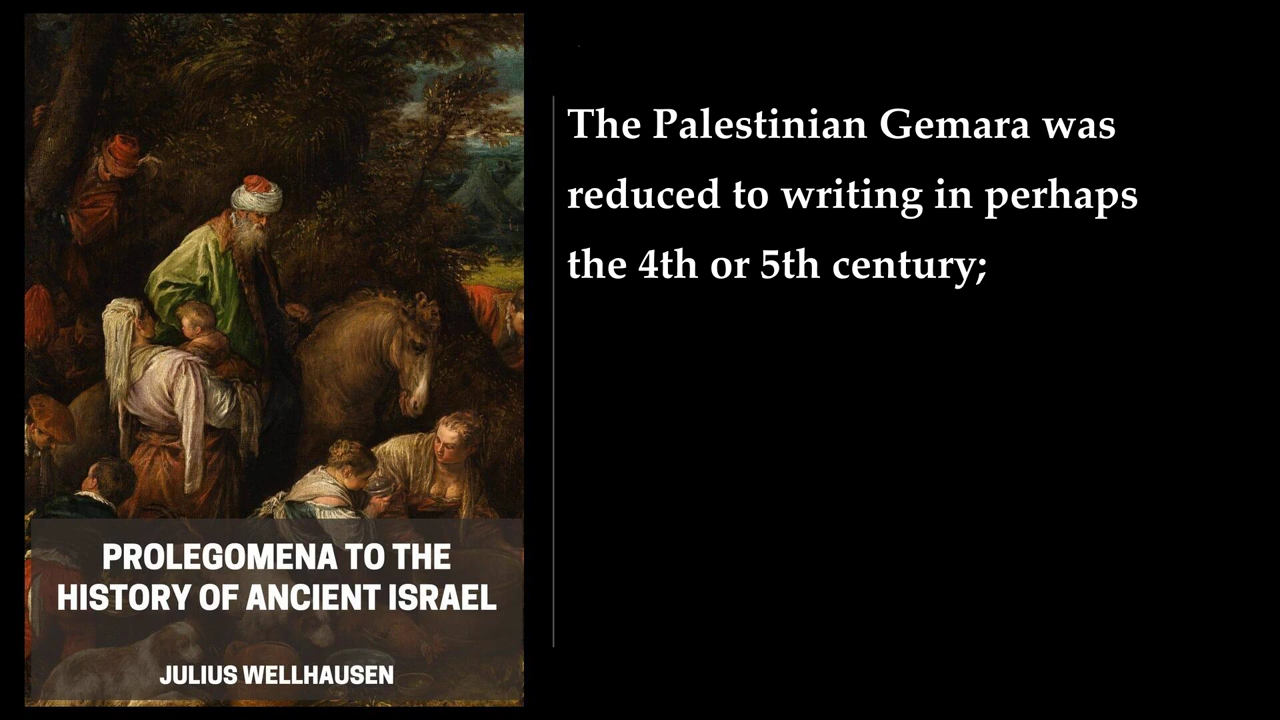 The Palestinian Gemara was
reduced to writing in perhaps
the 4th or 5th century;
PROLEGOMENA TO THE
HISTORY OF ANCIENT ISRAEL
JULIUS WELLHAUSEN